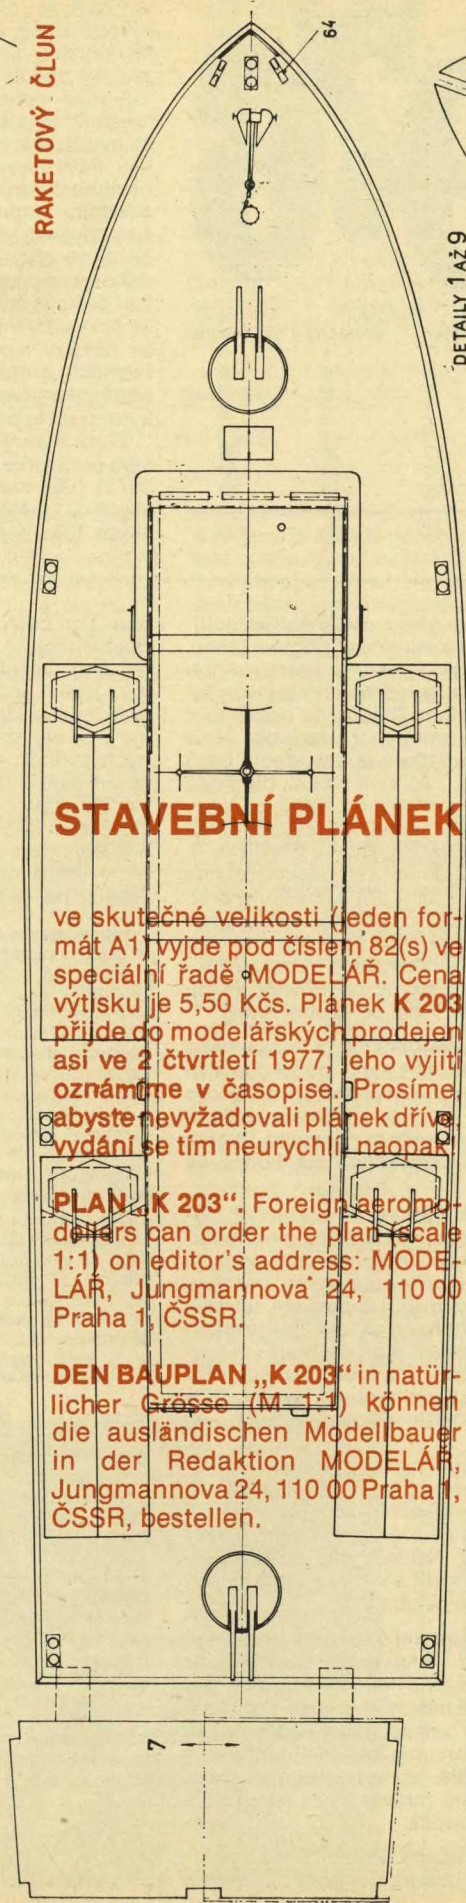 RAKETOVÝ ČLUN
64
DETAILY 1 AŽ 9
STAVEBNÍ PLÁNEK
ve skutečné velikosti (jeden for-
mát A1) vyjde pod číslem 82(s) ve
speciální řadě MODELÁŘ. Cena
výtisku je 5,50 Kčs. Plánek K 203
přijde do modelářských prodejen
asi ve 2 čtvrtletí 1977, jeho vyjití
oznámíme v časopise. Prosíme,
abyste nevyžadovali plánek dříve,
vydání se tím neurychlí, naopak!
PLAN „K 203“. Foreign aeromo-
dellers can order the plan (scale
1:1) on editor's address: MODE-
LÁŘ, Jungmannova 24, 110 00
Praha 1, ČSSR.
DEN BAUPLAN „K 203“ in natür-
licher Grösse (M 1:1) können
die ausländischen Modellbauer
in der Redaktion MODELÁŘ,
Jungmannova 24, 110 00 Praha 1,
ČSSR, bestellen.
7